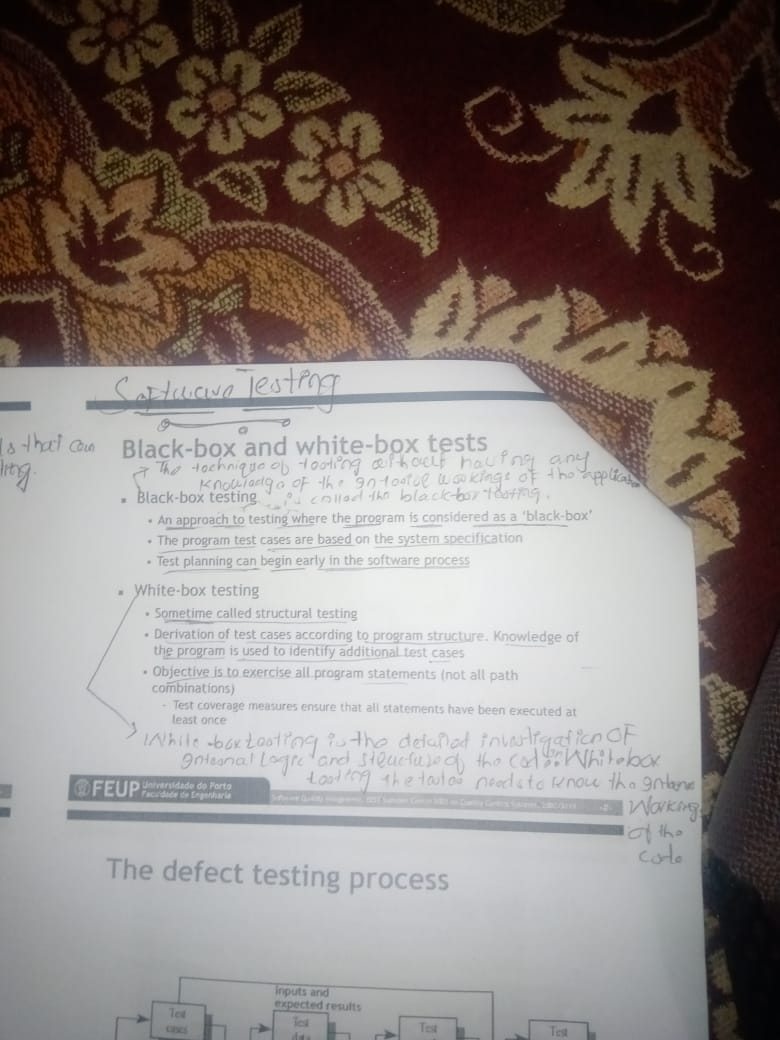 Software Testing
ls that can
ting.
Black-box and white-box tests
→ The technique of testing without having any
knowledge of the internal workings of the application
is called the black-box testing.
▪ Black-box testing
• An approach to testing where the program is considered as a 'black-box'
• The program test cases are based on the system specification
• Test planning can begin early in the software process
▪ White-box testing
• Sometime called structural testing
• Derivation of test cases according to program structure. Knowledge of
the program is used to identify additional test cases
• Objective is to exercise all program statements (not all path
combinations)
- Test coverage measures ensure that all statements have been executed at
least once
White box testing is the detailed investigation OF
internal Logic and structure of the code. In White box
testing the tester needs to know the interna
Working
of the
code
FEUP Universidade do Porto
Faculdade de Engenharia
The defect testing process
inputs and
expected results
Test
cases
Test
data
Test
Test